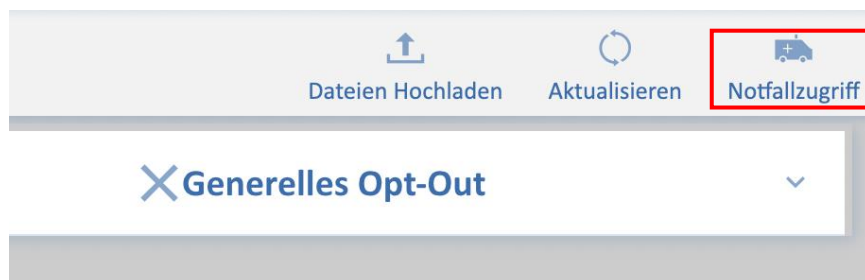 Dateien Hochladen Aktualisieren Notfallzugriff
Generelles Opt-Out